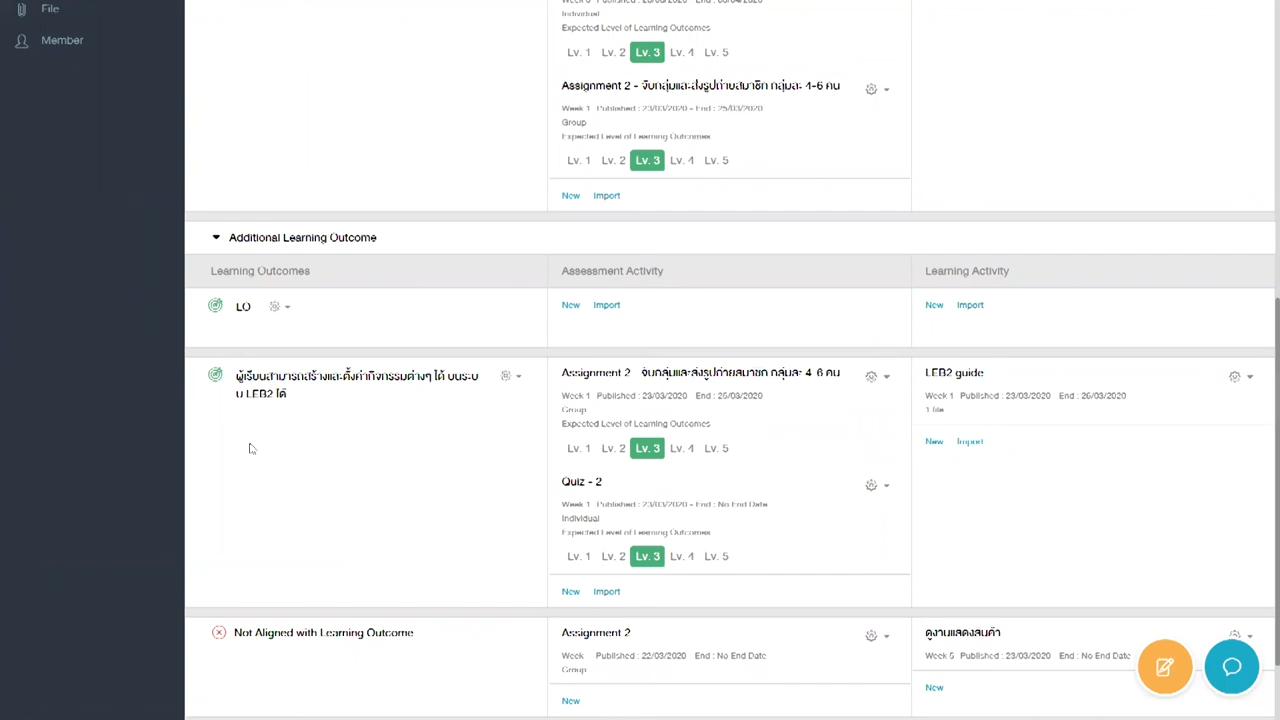 File
Member
Individual
Expected Level of Learning Outcomes
Lv. 1 Lv. 2 Lv. 3 Lv. 4 Lv. 5
Assignment 2 - จับกลุ่มและส่งรูปถ่ายสมาชิก กลุ่มละ 4-6 คน
Week 1 Published : 23/03/2020 - End : 25/03/2020
Group
Expected Level of Learning Outcomes
Lv. 1 Lv. 2 Lv. 3 Lv. 4 Lv. 5
New Import
Additional Learning Outcome
Learning Outcomes Assessment Activity Learning Activity
LO New Import New Import
ผู้เรียนสามารถสร้างและตั้งค่ากิจกรรมต่างๆ ได้ บนระบ
บ LEB2 ได้
Assignment 2 จับกลุ่มและส่งรูปถ่ายสมาชิก กลุ่มละ 4 6 คน
Week 1 Published : 23/03/2020 End : 25/03/2020
Group
Expected Level of Learning Outcomes
Lv. 1 Lv. 2 Lv. 3 Lv. 4 Lv. 5
Quiz - 2
Week 1 Published : 23/03/2020 - End : No End Date
Individual
Expected Level of Learning Outcomes
Lv. 1 Lv. 2 Lv. 3 Lv. 4 Lv. 5
New Import
LEB2 guide
Week 1 Published : 23/03/2020 End : 26/03/2020
1 file
New Import
Not Aligned with Learning Outcome
Assignment 2
Week Published : 22/03/2020 End : No End Date
Group
New
ดูงานแสดงสินค้า
Week 5 Published : 23/03/2020 End : No End Date
New